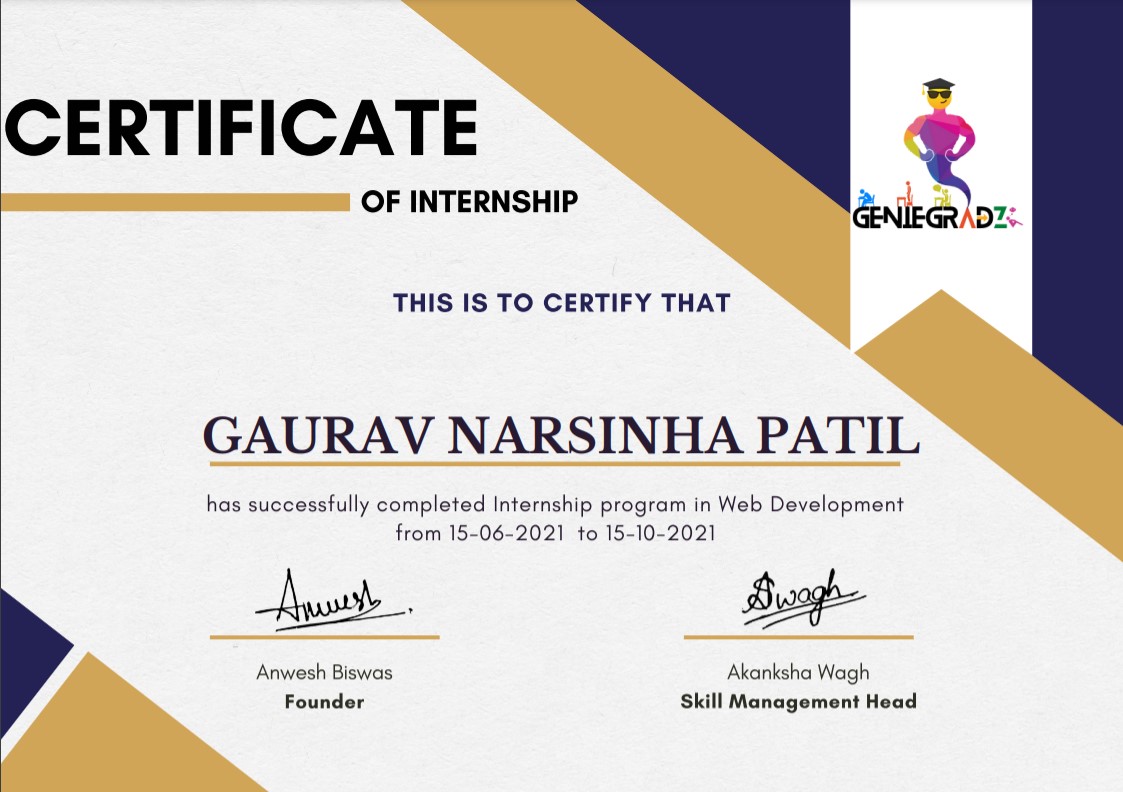 CERTIFICATE
OF INTERNSHIP
GENIEGRADZ
THIS IS TO CERTIFY THAT
GAURAV NARSINHA PATIL
has successfully completed Internship program in Web Development
from 15-06-2021 to 15-10-2021
Anwesh
Swagh
Anwesh Biswas
Founder
Akanksha Wagh
Skill Management Head